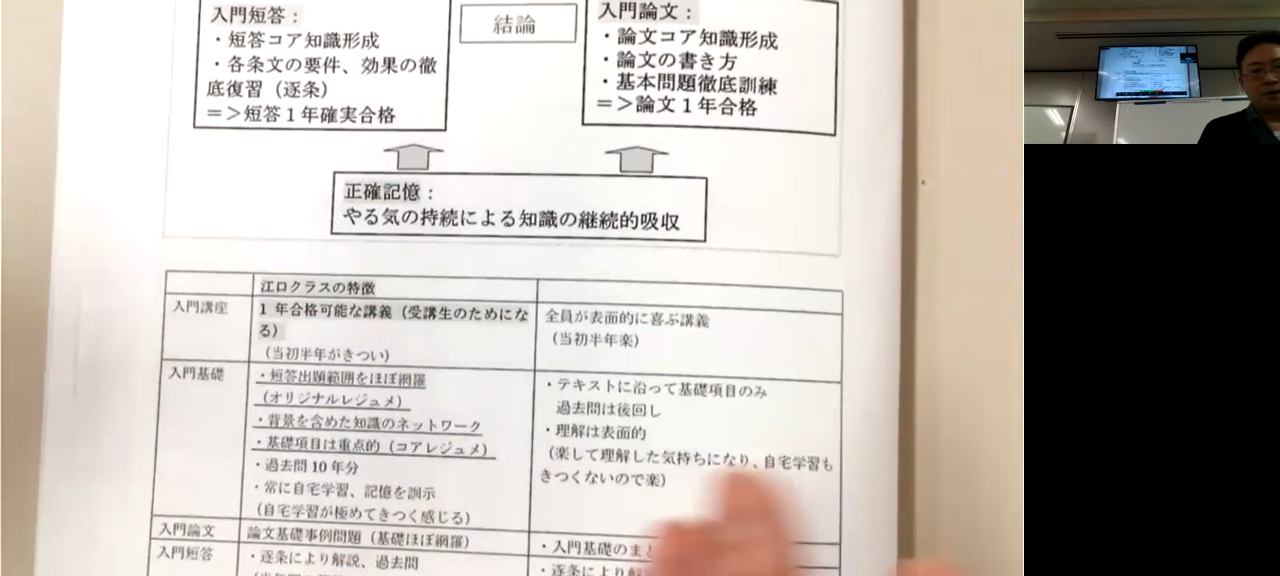 入門短答：
・短答コア知識形成
・各条文の要件、効果の徹
底復習（逐条）
＝＞短答１年確実合格
結論
入門論文：
・論文コア知識形成
・論文の書き方
・基本問題徹底訓練
＝＞論文１年合格
正確記憶：
やる気の持続による知識の継続的吸収
江口クラスの特徴
入門講座
1 年合格可能な講義（受講生のためにな
る）
（当初半年がきつい）
全員が表面的に喜ぶ講義
（当初半年楽）
入門基礎
・短答出題範囲をほぼ網羅
（オリジナルレジュメ）
・背景を含めた知識のネットワーク
・基礎項目は重点的（コアレジュメ）
・過去問 10 年分
・常に自宅学習、記憶を訓示
（自宅学習が極めてきつく感じる）
・テキストに沿って基礎項目のみ
過去問は後回し
・理解は表面的
（楽して理解した気持ちになり、自宅学習も
きつくないので楽）
入門論文
論文基礎事例問題（基礎ほぼ網羅）
・入門基礎のまと
入門短答
・逐条により解説、過去問
・逐条により解